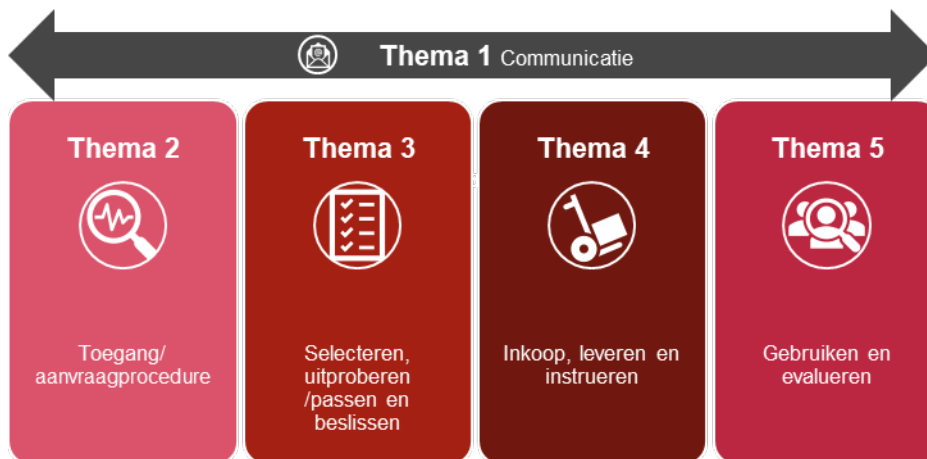 Thema 1 Communicatie
Thema 2
Toegang/
aanvraagprocedure
Thema 3
Selecteren,
uitproberen
/passen en
beslissen
Thema 4
Inkoop, leveren en
instrueren
Thema 5
Gebruiken en
evalueren